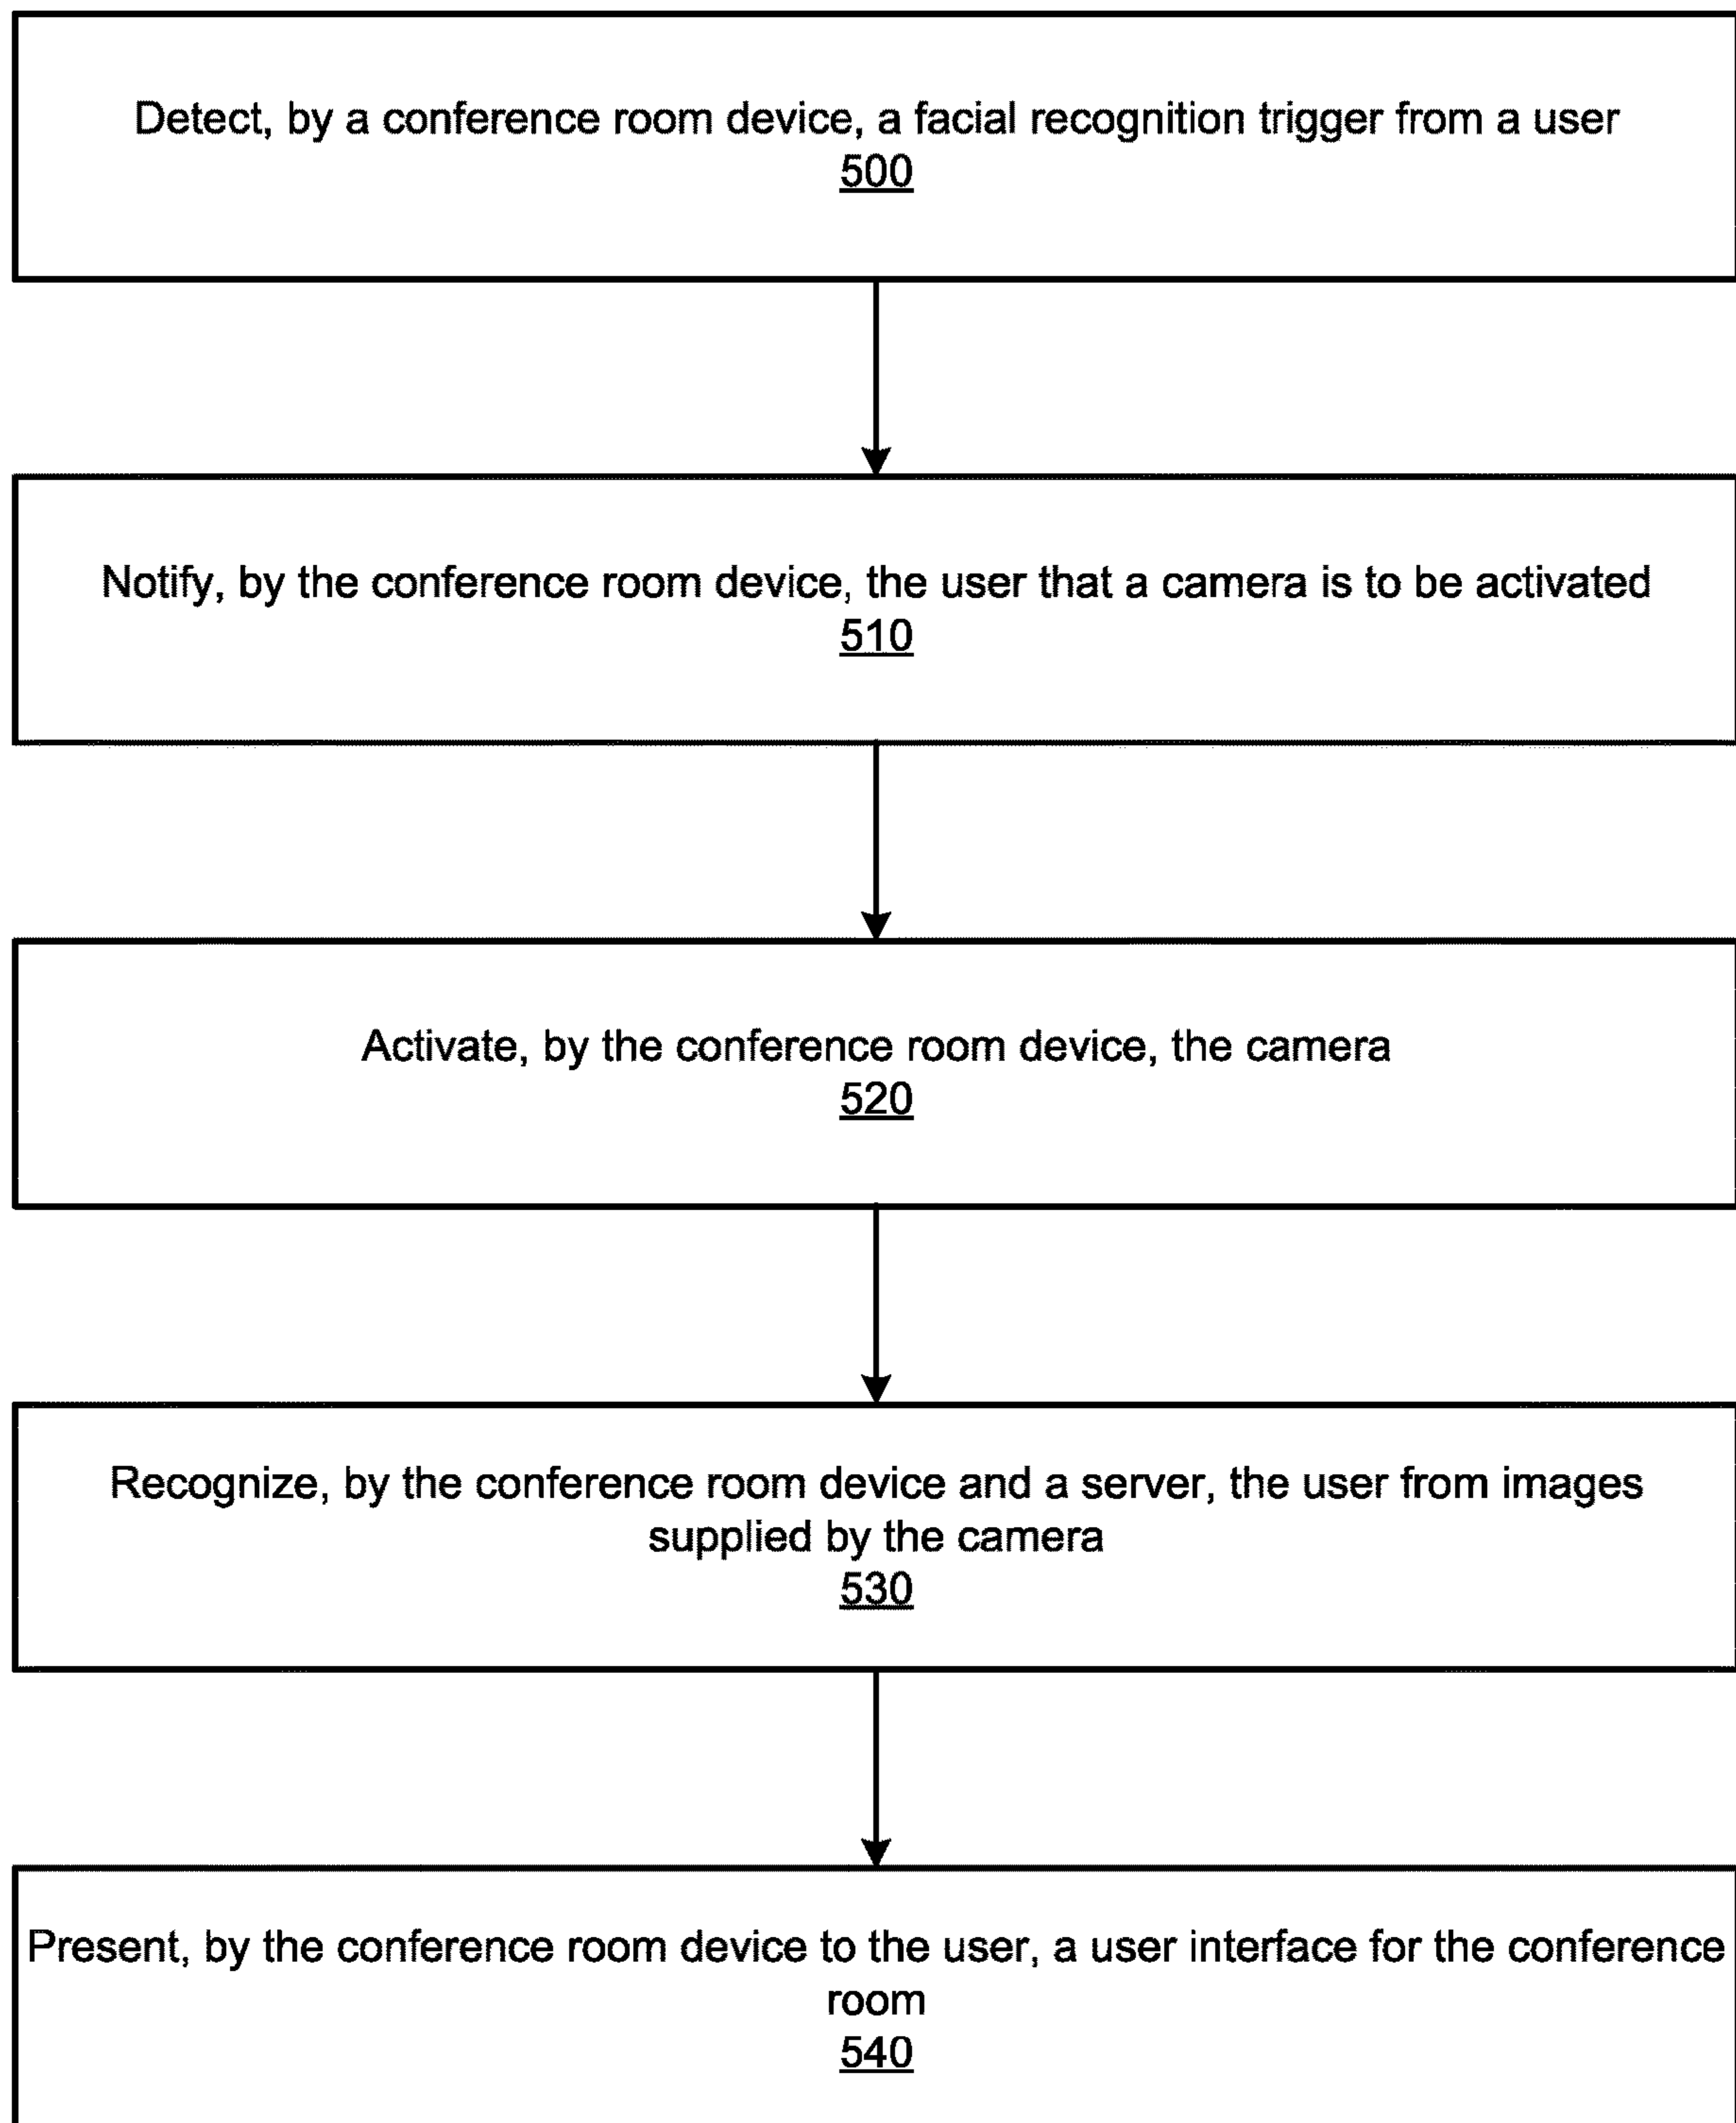 Detect, by a conference room device, a facial recognition trigger from a user
500
Notify, by the conference room device, the user that a camera is to be activated
510
Activate, by the conference room device, the camera
520
Recognize, by the conference room device and a server, the user from images
supplied by the camera
530
Present, by the conference room device to the user, a user interface for the conference
room
540